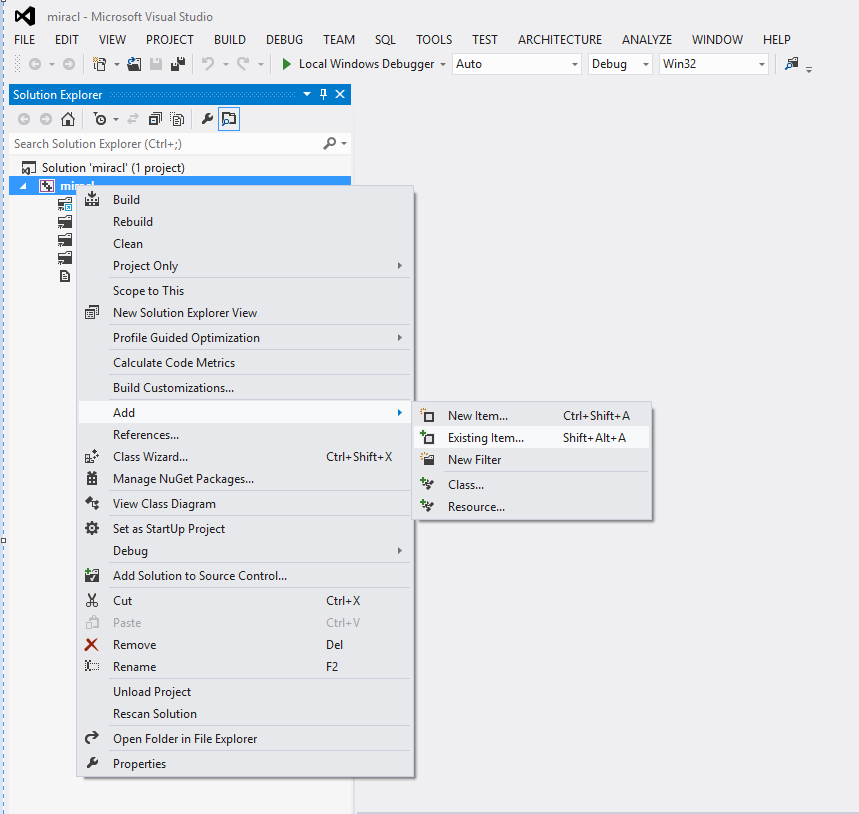 miracl - Microsoft Visual Studio
FILE EDIT VIEW PROJECT BUILD DEBUG TEAM SQL TOOLS TEST ARCHITECTURE ANALYZE WINDOW HELP
Local Windows Debugger Auto Debug Win32
Solution Explorer
Search Solution Explorer (Ctrl+;)
Solution 'miracl' (1 project)
miracl
Build
Rebuild
Clean
Project Only
Scope to This
New Solution Explorer View
Profile Guided Optimization
Calculate Code Metrics
Build Customizations...
Add
References...
Class Wizard... Ctrl+Shift+X
Manage NuGet Packages...
View Class Diagram
Set as StartUp Project
Debug
Add Solution to Source Control...
Cut Ctrl+X
Paste Ctrl+V
Remove Del
Rename F2
Unload Project
Rescan Solution
Open Folder in File Explorer
Properties
New Item... Ctrl+Shift+A
Existing Item... Shift+Alt+A
New Filter
Class...
Resource...